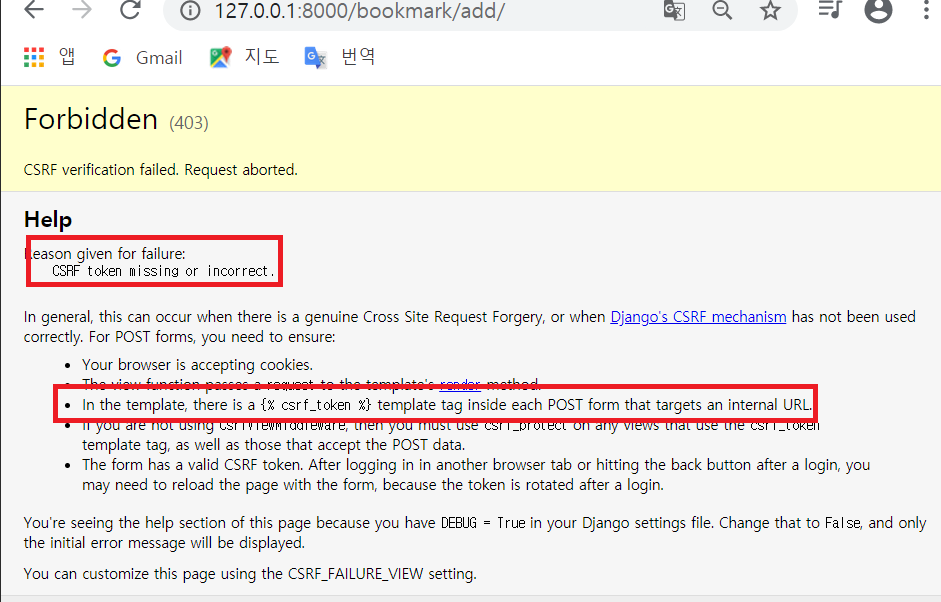 127.0.0.1:8000/bookmark/add/
앱 Gmail 지도 번역
Forbidden (403)
CSRF verification failed. Request aborted.
Help
Reason given for failure:
CSRF token missing or incorrect.
In general, this can occur when there is a genuine Cross Site Request Forgery, or when Django's CSRF mechanism has not been used
correctly. For POST forms, you need to ensure:
• Your browser is accepting cookies.
• The view function passes a request to the template's render method.
• In the template, there is a {% csrf_token %} template tag inside each POST form that targets an internal URL.
• If you are not using CsrfViewMiddleware, then you must use csrf_protect on any views that use the csrf_token
template tag, as well as those that accept the POST data.
• The form has a valid CSRF token. After logging in in another browser tab or hitting the back button after a login, you
may need to reload the page with the form, because the token is rotated after a login.
You're seeing the help section of this page because you have DEBUG = True in your Django settings file. Change that to False, and only
the initial error message will be displayed.
You can customize this page using the CSRF_FAILURE_VIEW setting.